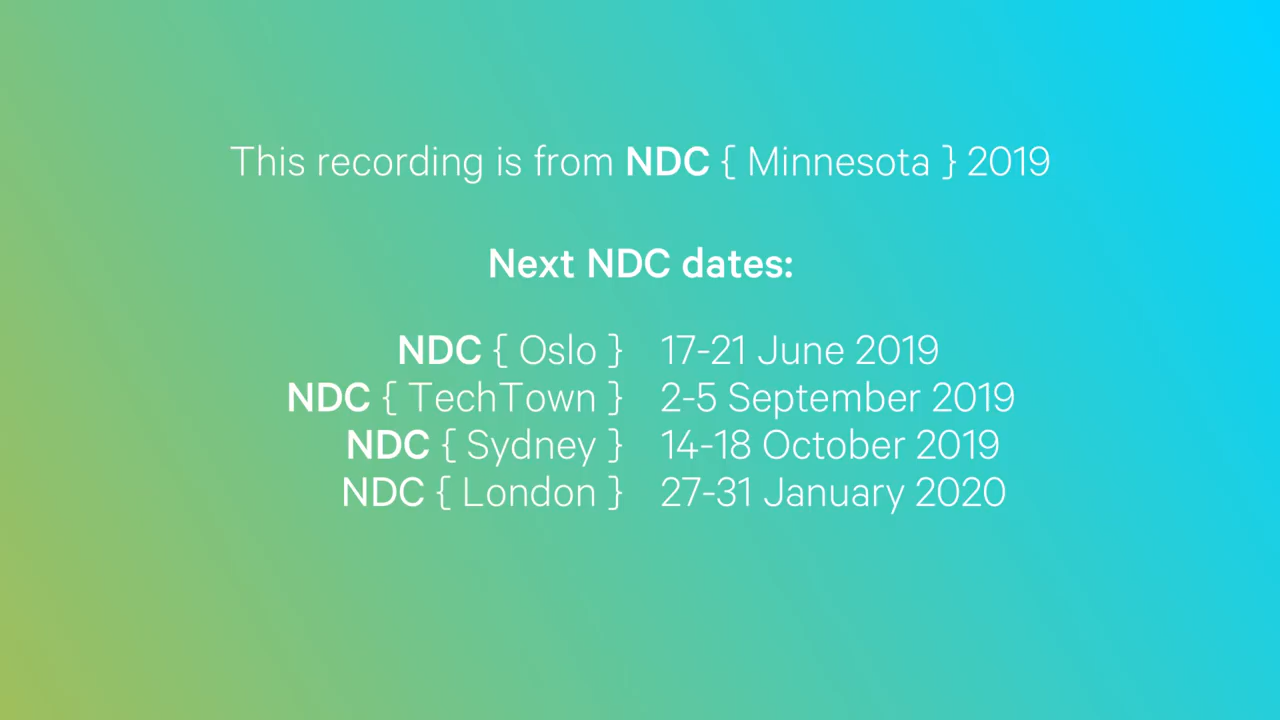 This recording is from NDC { Minnesota } 2019
Next NDC dates:
NDC { Oslo } 17-21 June 2019
NDC { TechTown } 2-5 September 2019
NDC { Sydney } 14-18 October 2019
NDC { London } 27-31 January 2020